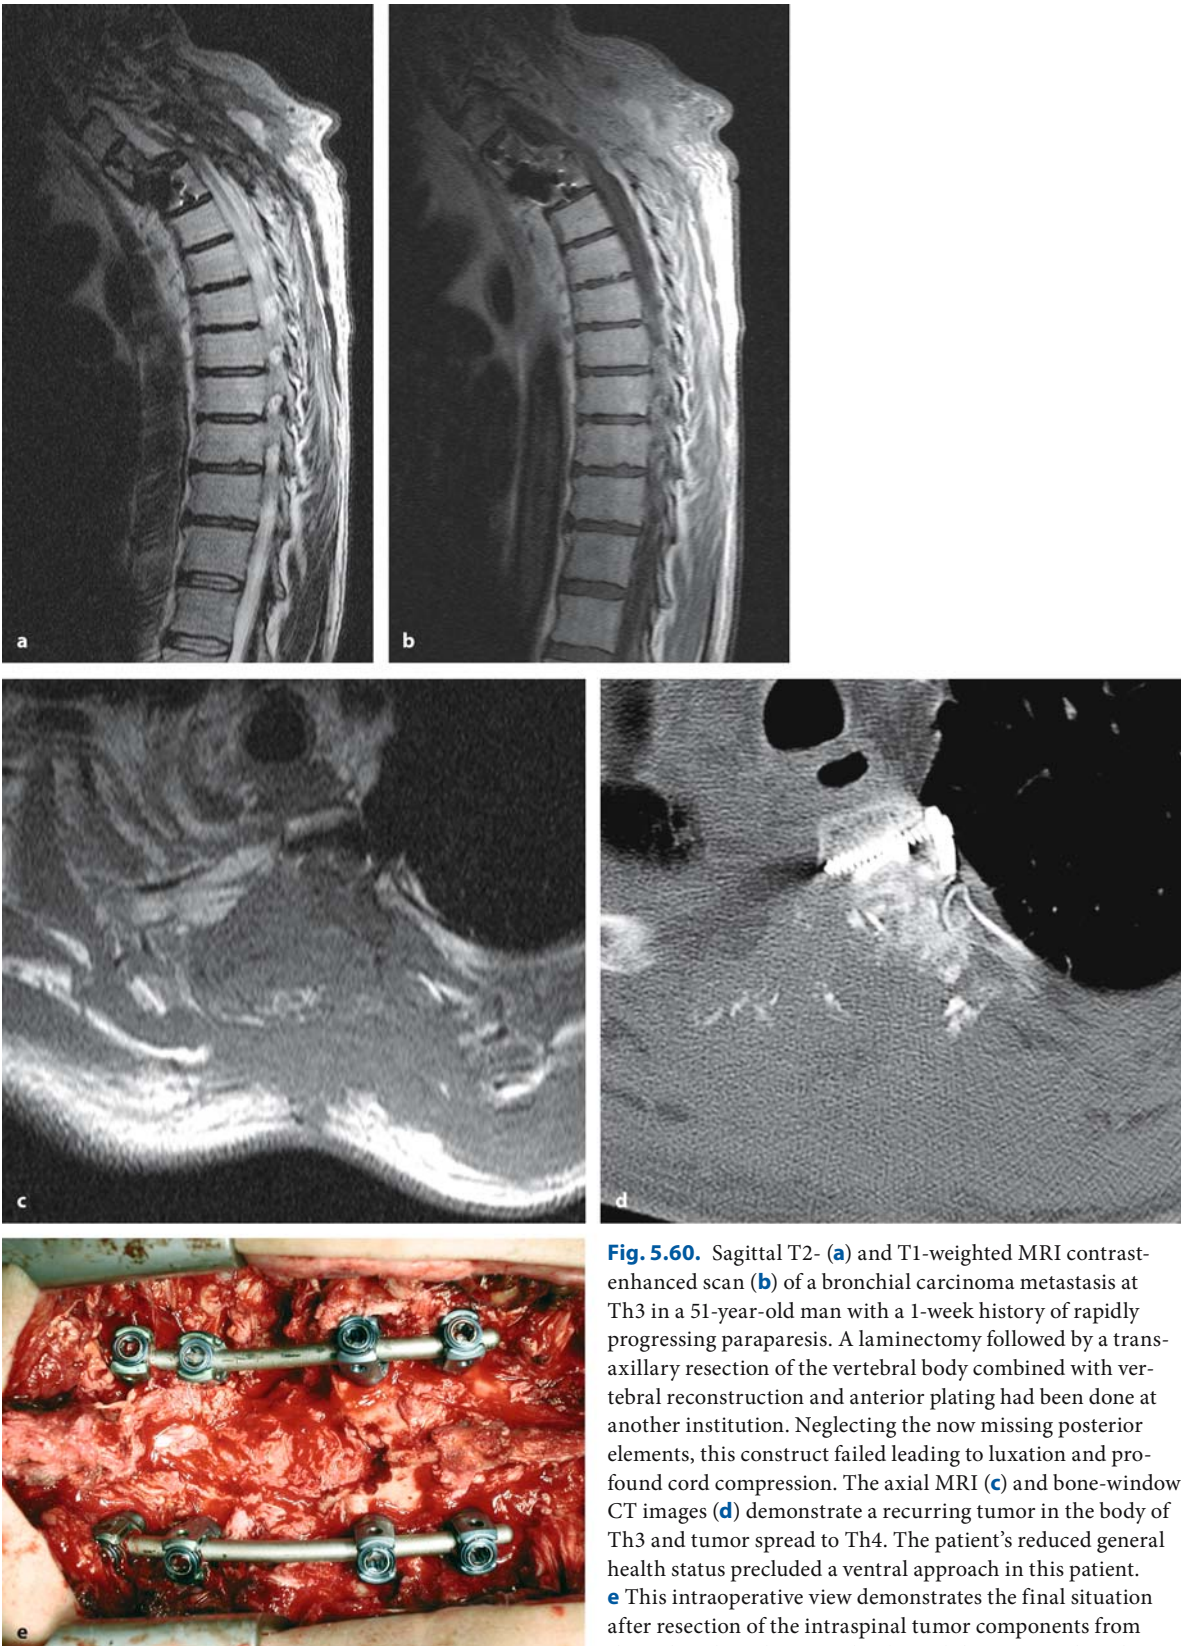 a
b
c
d
e
Fig. 5.60. Sagittal T2- (a) and T1-weighted MRI contrast-
enhanced scan (b) of a bronchial carcinoma metastasis at
Th3 in a 51-year-old man with a 1-week history of rapidly
progressing paraparesis. A laminectomy followed by a trans-
axillary resection of the vertebral body combined with ver-
tebral reconstruction and anterior plating had been done at
another institution. Neglecting the now missing posterior
elements, this construct failed leading to luxation and pro-
found cord compression. The axial MRI (c) and bone-window
CT images (d) demonstrate a recurring tumor in the body of
Th3 and tumor spread to Th4. The patient's reduced general
health status precluded a ventral approach in this patient.
e This intraoperative view demonstrates the final situation
after resection of the intraspinal tumor components from